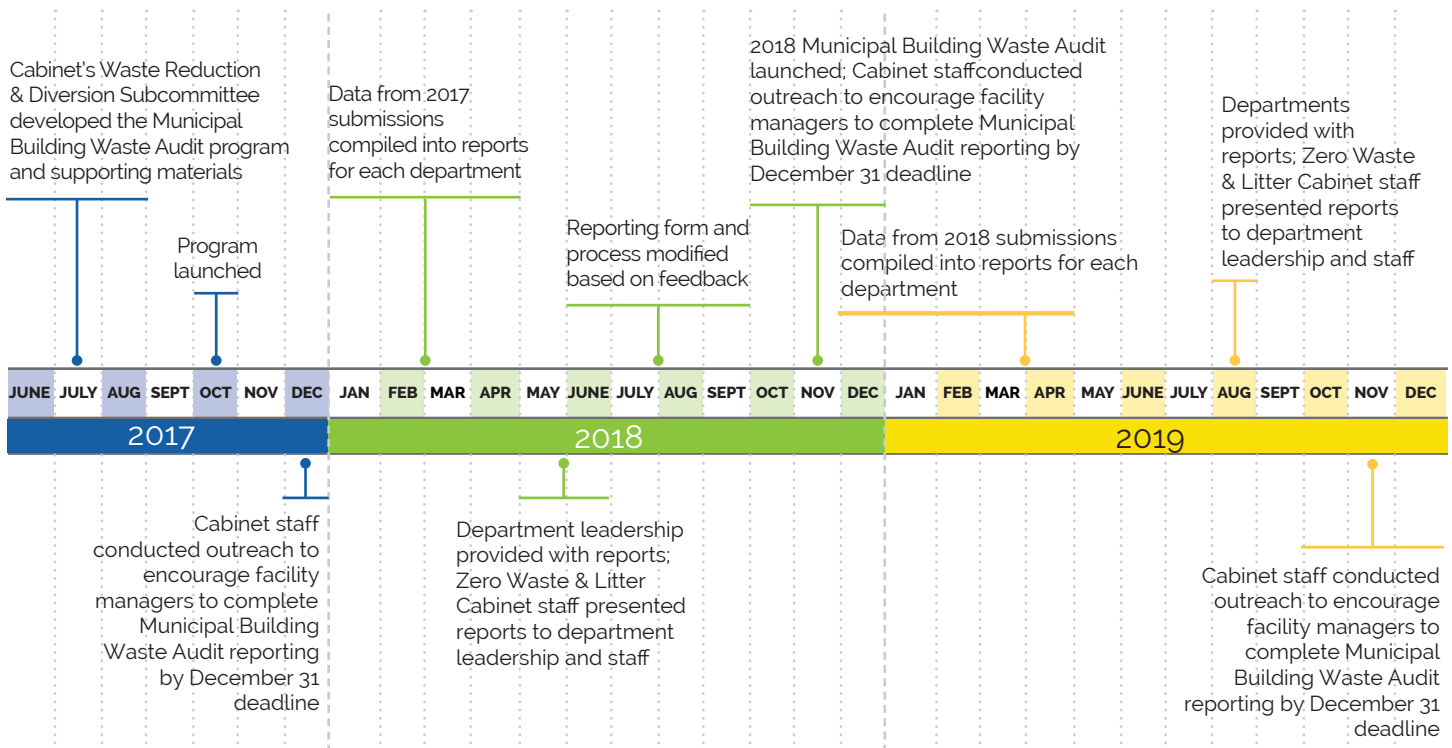 Cabinet's Waste Reduction
& Diversion Subcommittee
developed the Municipal
Building Waste Audit program
and supporting materials
Program
launched
Data from 2017
submissions
compiled into reports
for each department
Reporting form and
process modified
based on feedback
2018 Municipal Building Waste Audit
launched; Cabinet staffconducted
outreach to encourage facility
managers to complete Municipal
Building Waste Audit reporting by
December 31 deadline
Data from 2018 submissions
compiled into reports for each
department
Departments
provided with
reports; Zero Waste
& Litter Cabinet staff
presented reports
to department
leadership and staff
JUNE JULY AUG SEPT OCT NOV DEC JAN FEB MAR APR MAY JUNE JULY AUG SEPT OCT NOV DEC JAN FEB MAR APR MAY JUNE JULY AUG SEPT OCT NOV DEC
2017 2018 2019
Cabinet staff
conducted outreach to
encourage facility
managers to complete
Municipal Building
Waste Audit reporting
by December 31
deadline
Department leadership
provided with reports;
Zero Waste & Litter
Cabinet staff presented
reports to department
leadership and staff
Cabinet staff conducted
outreach to encourage
facility managers to
complete Municipal
Building Waste Audit
reporting by December 31
deadline